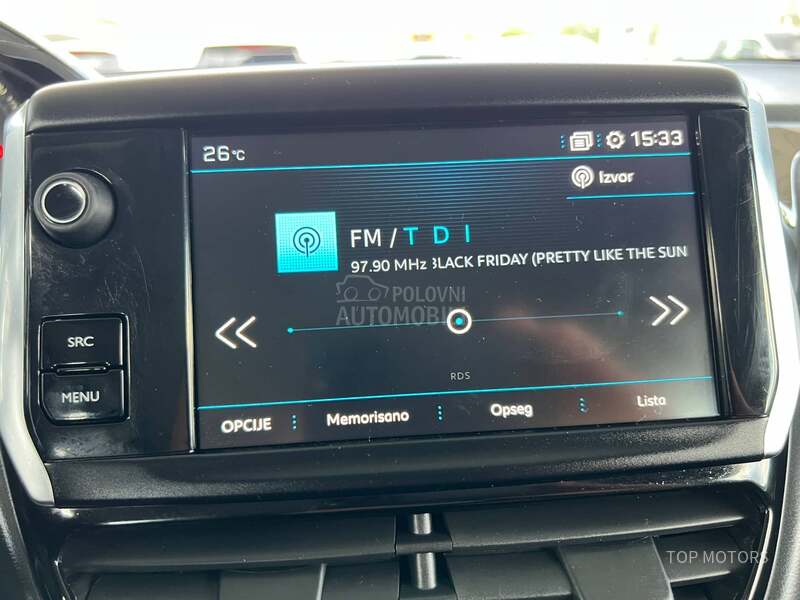 26°C
15:33
Izvor
FM / T D I
97.90 MHz BLACK FRIDAY (PRETTY LIKE THE SUN
POLOVNI
AUTOMOBILI
SRC
RDS
MENU
OPCIJE
Memorisano
Opseg
Lista
TOP MOTORS